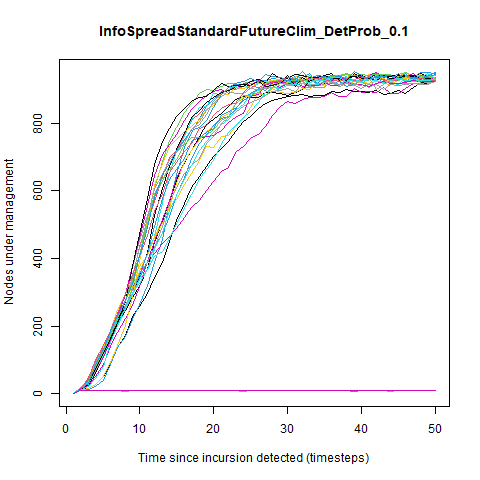 InfoSpreadStandardFutureClim_DetProb_0.1
Nodes under management
800
600
400
200
0
0 10 20 30 40 50
Time since incursion detected (timesteps)